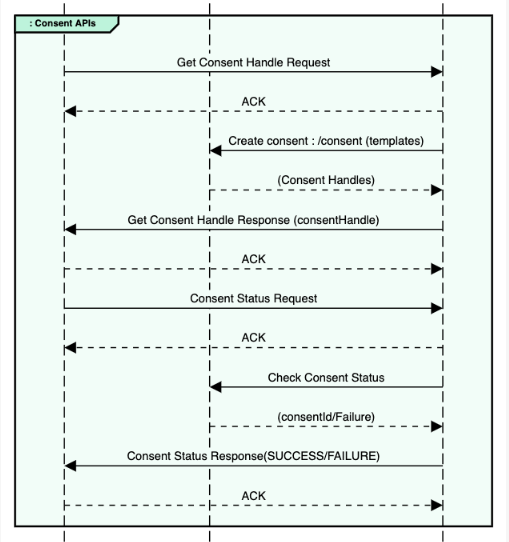 : Consent APIs
Get Consent Handle Request
ACK
Create consent : /consent (templates)
(Consent Handles)
Get Consent Handle Response (consentHandle)
ACK
Consent Status Request
ACK
Check Consent Status
(consentId/Failure)
Consent Status Response(SUCCESS/FAILURE)
ACK